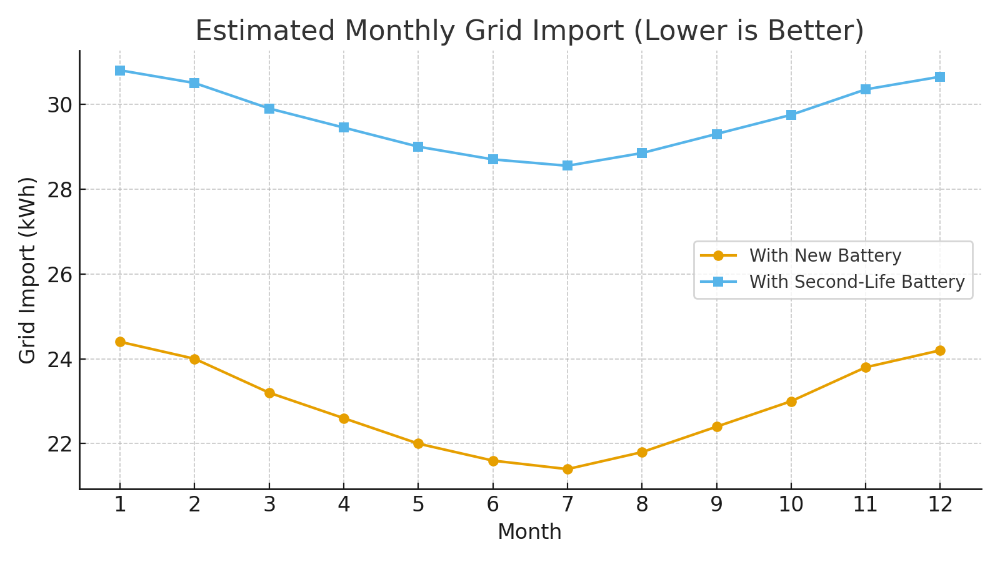 Estimated Monthly Grid Import (Lower is Better)
Grid Import (kWh)
30
28
26
24
22
With New Battery
With Second-Life Battery
1 2 3 4 5 6 7 8 9 10 11 12
Month